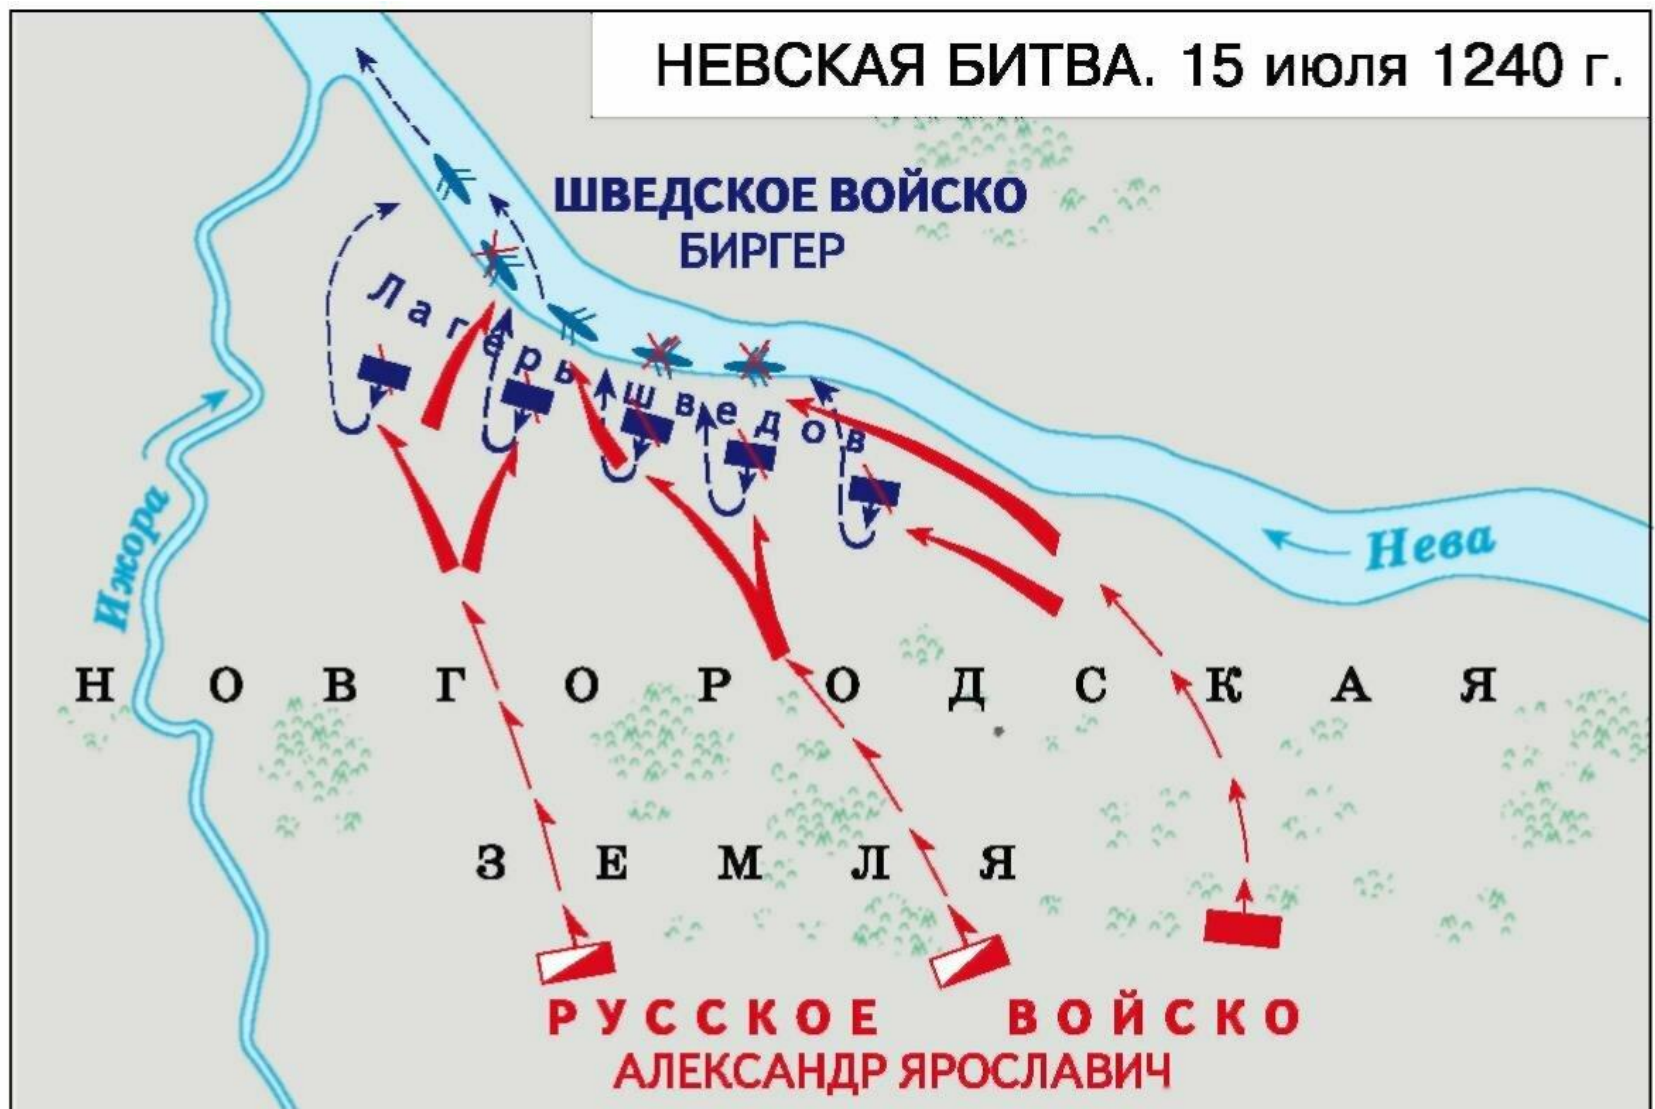 НЕВСКАЯ БИТВА. 15 июля 1240 г.
ШВЕДСКОЕ ВОЙСКО
БИРГЕР
Лагерь шведов
Ижора
Нева
НОВГОРОДСКАЯ
ЗЕМЛЯ
РУССКОЕ ВОЙСКО
АЛЕКСАНДР ЯРОСЛАВИЧ